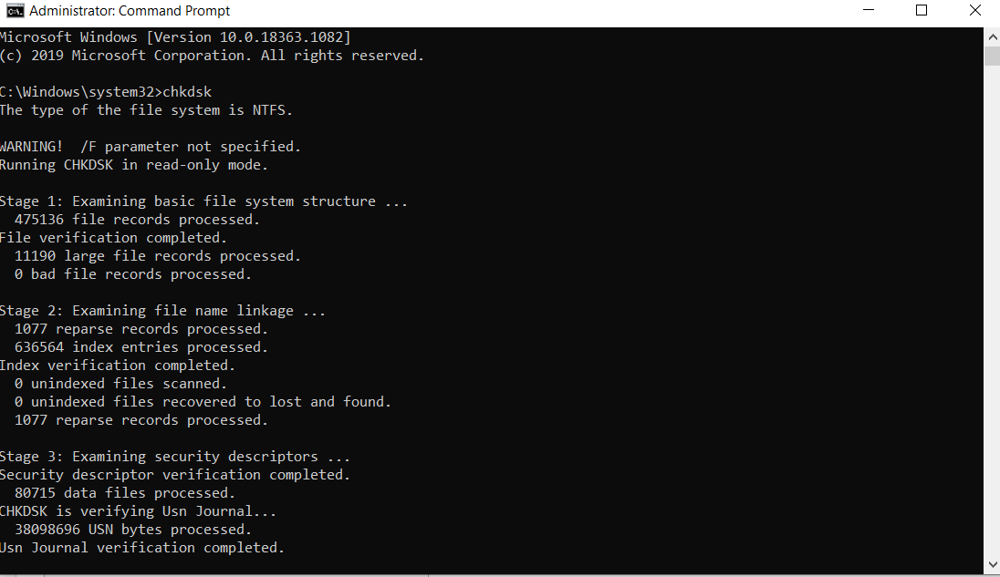 Administrator: Command Prompt
Microsoft Windows [Version 10.0.18363.1082]
(c) 2019 Microsoft Corporation. All rights reserved.
C:\Windows\system32>chkdsk
The type of the file system is NTFS.
WARNING!  /F parameter not specified.
Running CHKDSK in read-only mode.
Stage 1: Examining basic file system structure ...
  475136 file records processed.
File verification completed.
  11190 large file records processed.
  0 bad file records processed.
Stage 2: Examining file name linkage ...
  1077 reparse records processed.
  636564 index entries processed.
Index verification completed.
  0 unindexed files scanned.
  0 unindexed files recovered to lost and found.
  1077 reparse records processed.
Stage 3: Examining security descriptors ...
Security descriptor verification completed.
  80715 data files processed.
CHKDSK is verifying Usn Journal...
  38098696 USN bytes processed.
Usn Journal verification completed.